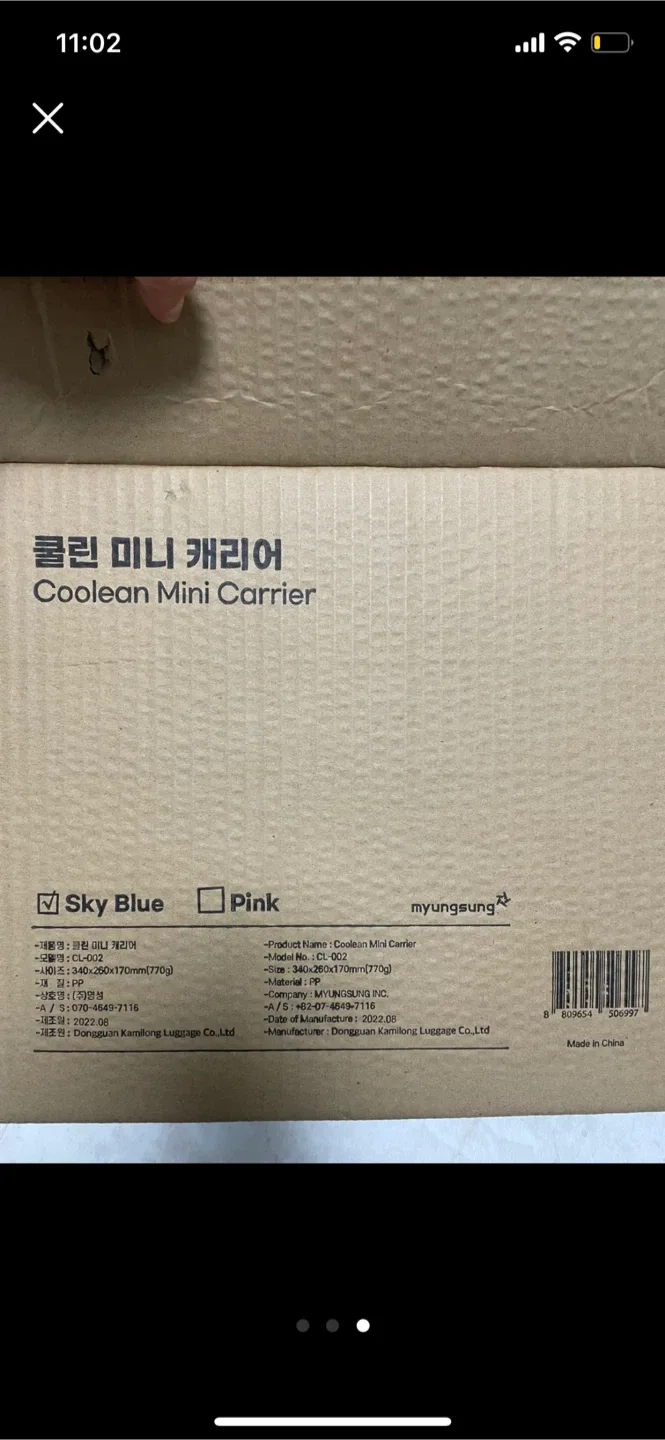 11:02
쿨린 미니 캐리어
Coolean Mini Carrier
Sky Blue
Pink
myungsung
-제품명 : 쿨린 미니 캐리어
-모델명 : CL-002
-사이즈 : 340x260x170mm(770g)
-재 질 : PP
-상호명 : (주)명성
-A / S : 070-4649-7116
-제조월 : 2022.08
-제조원 : Dongguan Kamilong Luggage Co.,Ltd
-Product Name : Coolean Mini Carrier
-Model No. : CL-002
-Size : 340x260x170mm(770g)
-Material : PP
-Company : MYUNGSUNG INC.
-A / S : +82-07-4649-7116
-Date of Manufacture : 2022.08
-Manufacturer : Dongguan Kamilong Luggage Co.,Ltd
8 809654 506997
Made in China